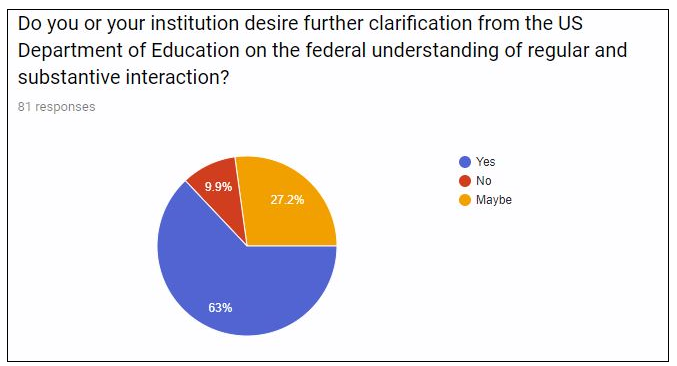 Do you or your institution desire further clarification from the US
Department of Education on the federal understanding of regular and
substantive interaction?
81 responses
Yes
No
Maybe
9.9%
27.2%
63%